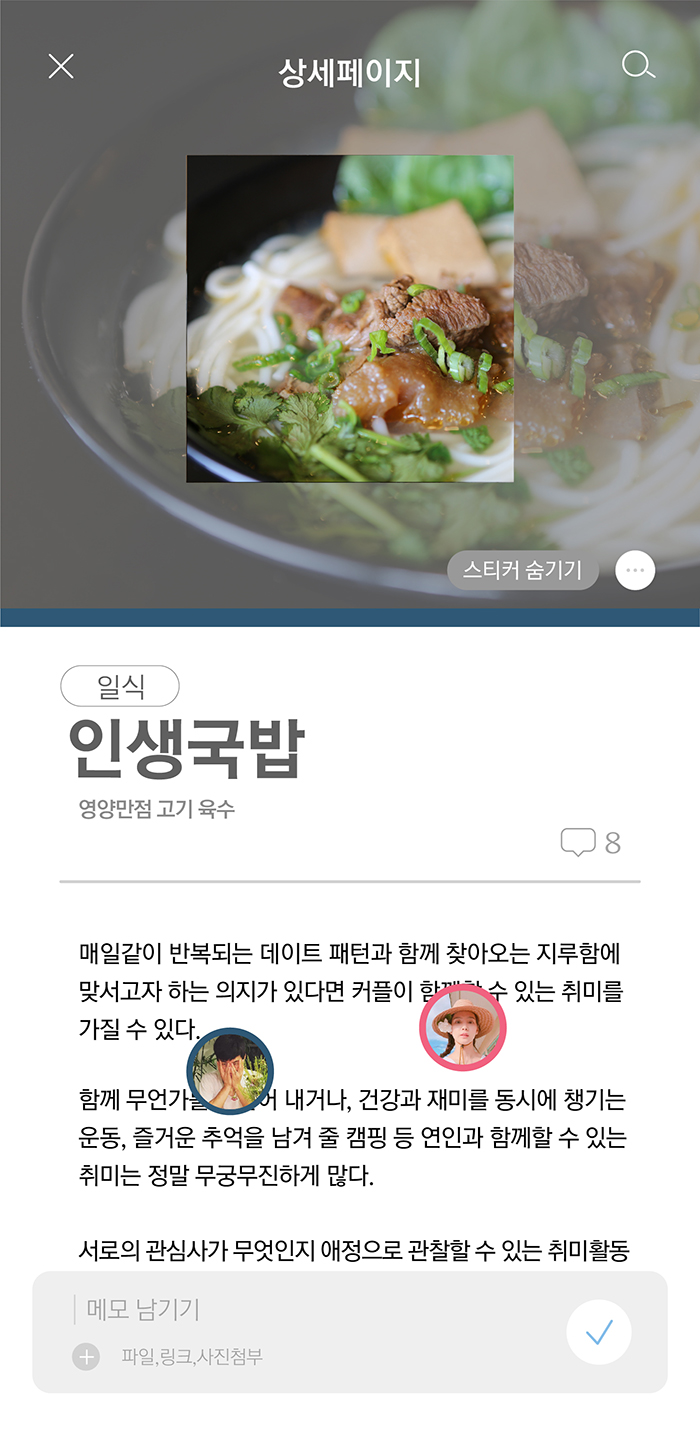 상세페이지
스티커 숨기기
일식
인생국밥
영양만점 고기 육수
8
매일같이 반복되는 데이트 패턴과 함께 찾아오는 지루함에
맞서고자 하는 의지가 있다면 커플이 함께할 수 있는 취미를
가질 수 있다.
함께 무언가를 내거나, 건강과 재미를 동시에 챙기는
운동, 즐거운 추억을 남겨 줄 캠핑 등 연인과 함께할 수 있는
취미는 정말 무궁무진하게 많다.
서로의 관심사가 무엇인지 애정으로 관찰할 수 있는 취미활동
메모 남기기
파일,링크,사진첨부